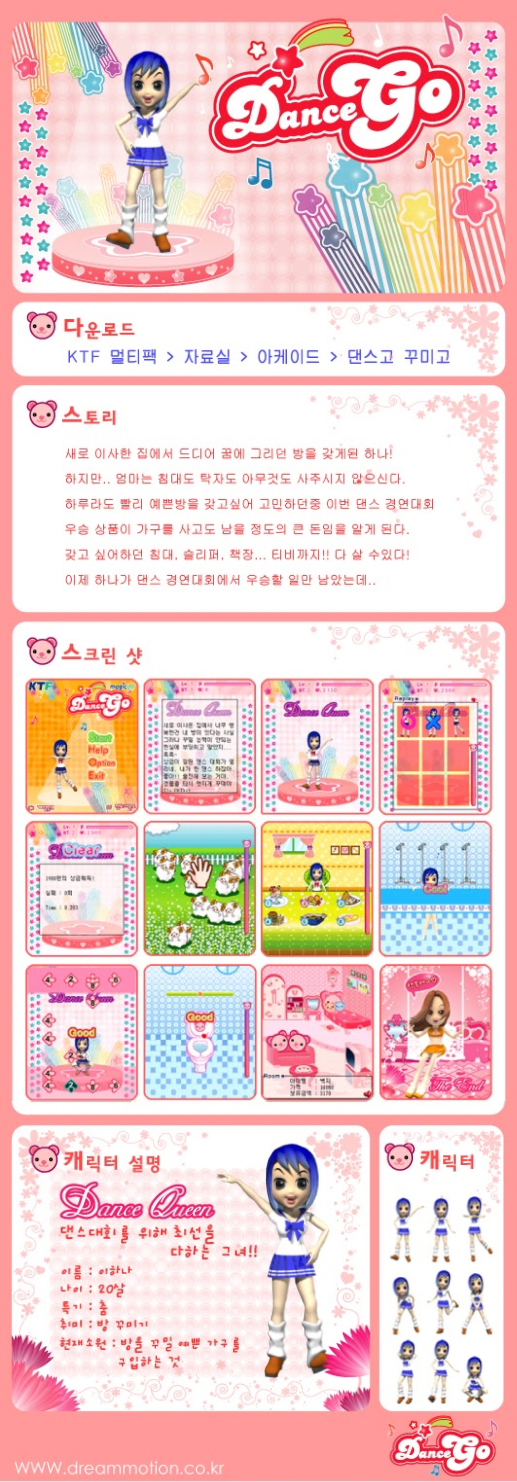 Dance Go
다운로드
KTF 멀티팩 > 자료실 > 아케이드 > 댄스고 꾸미고
스토리
새로 이사한 집에서 드디어 꿈에 그리던 방을 갖게된 하나!
하지만.. 엄마는 침대도 탁자도 아무것도 사주시지 않으신다.
하루라도 빨리 예쁜방을 갖고싶어 고민하던중 이번 댄스 경연대회
우승 상품이 가구를 사고도 남을 정도의 큰 돈임을 알게 된다.
갖고 싶어하던 침대, 슬리퍼, 책장... 티비까지!! 다 살 수있다!
이제 하나가 댄스 경연대회에서 우승할 일만 남았는데..
스크린 샷
KTF magicⓝ
Dance Go
Start
Help
Option
Exit
Dance Queen
Dance Queen
Replay
Clear
Time : 0.203
Good
Dance Queen
Good
Good
Room
The End
캐릭터 설명
Dance Queen
댄스대회를 위해 최선을
다하는 그녀!!
이름 : 이하나
나이 : 20살
특기 : 춤
취미 : 방 꾸미기
현재소원 : 방을 꾸밀 예쁜 가구를
구입하는 것
캐릭터
Dance Go
WWW.dreammotion.co.kr